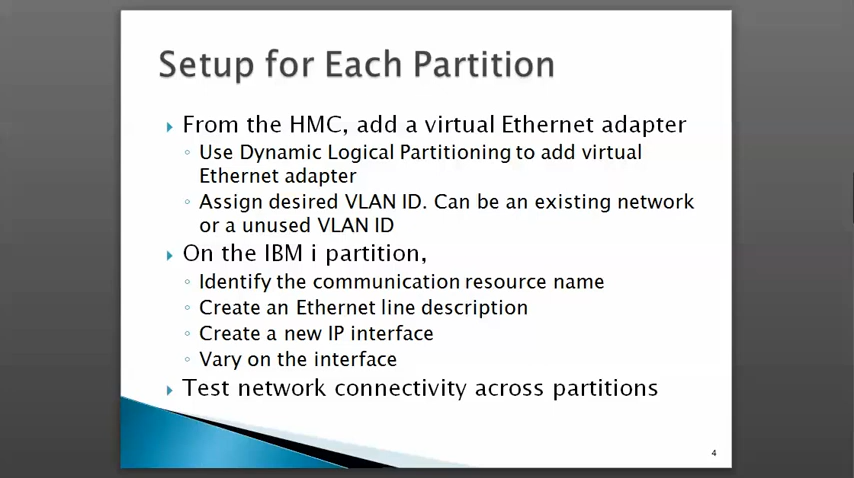 Setup for Each Partition
From the HMC, add a virtual Ethernet adapter
Use Dynamic Logical Partitioning to add virtual
Ethernet adapter
Assign desired VLAN ID. Can be an existing network
or a unused VLAN ID
On the IBM i partition,
Identify the communication resource name
Create an Ethernet line description
Create a new IP interface
Vary on the interface
Test network connectivity across partitions
4